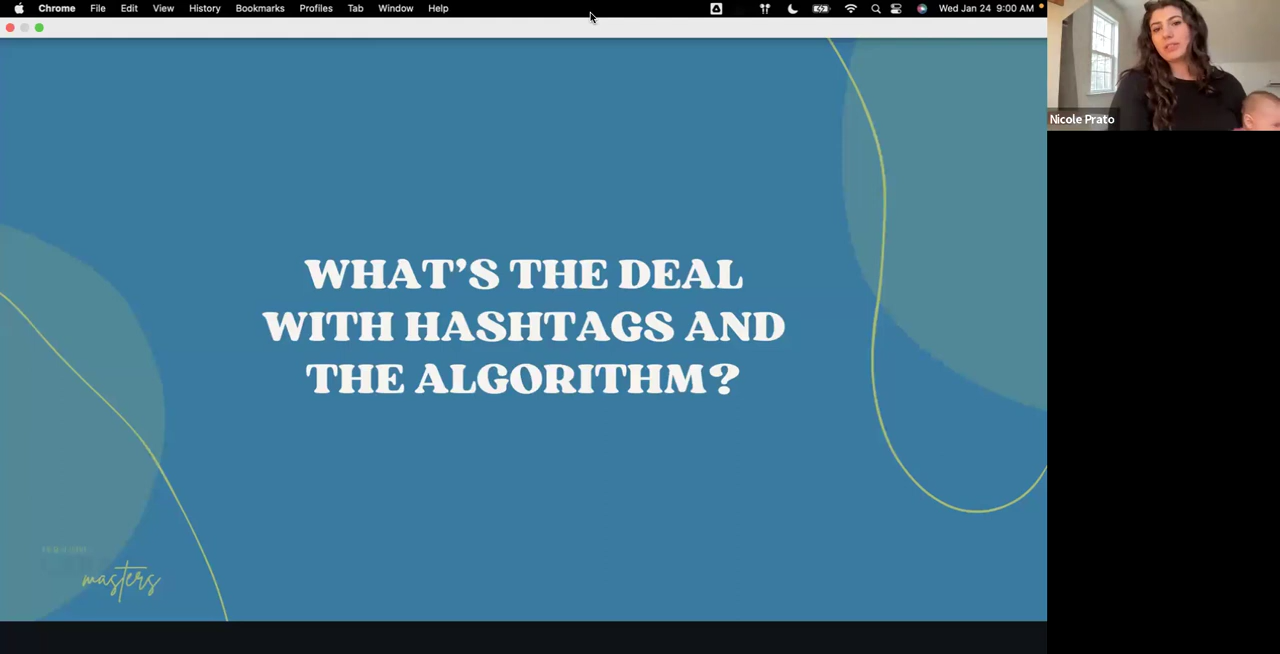 Chrome File Edit View History Bookmarks Profiles Tab Window Help Wed Jan 24 9:00 AM
Nicole Prato
WHAT'S THE DEAL
WITH HASHTAGS AND
THE ALGORITHM?
masters